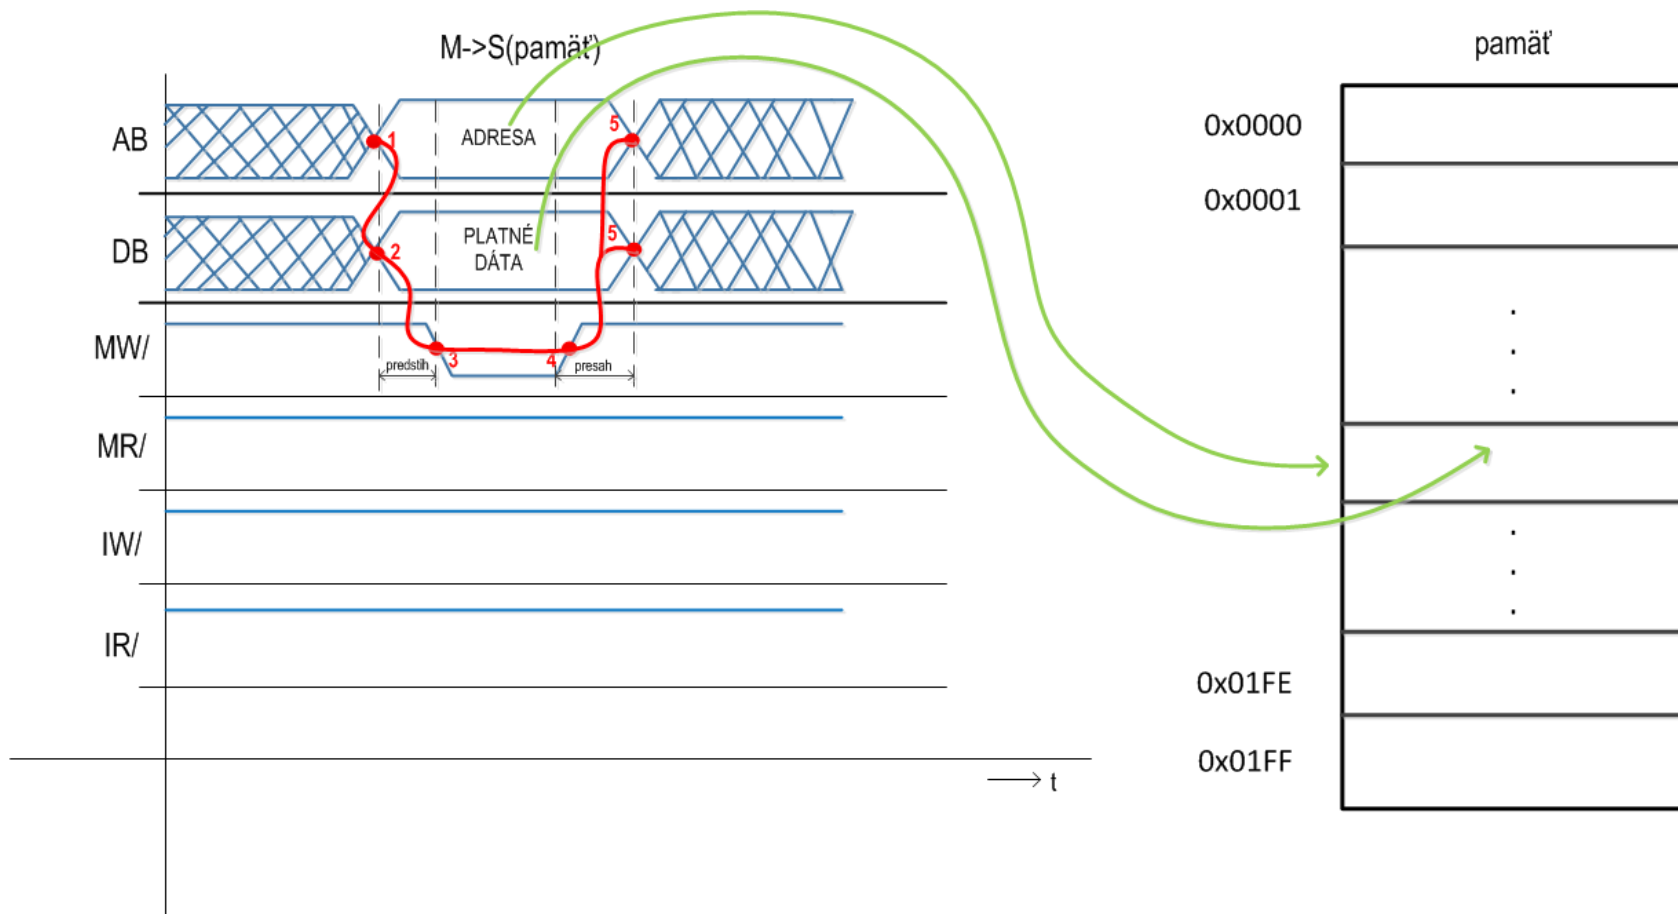 M->S(pamäť)
pamäť
AB
ADRESA
1
5
0x0000
0x0001
DB
PLATNÉ
DÁTA
2
5
MW/
predstih
3
4
presah
MR/
IW/
IR/
0x01FE
0x01FF
t